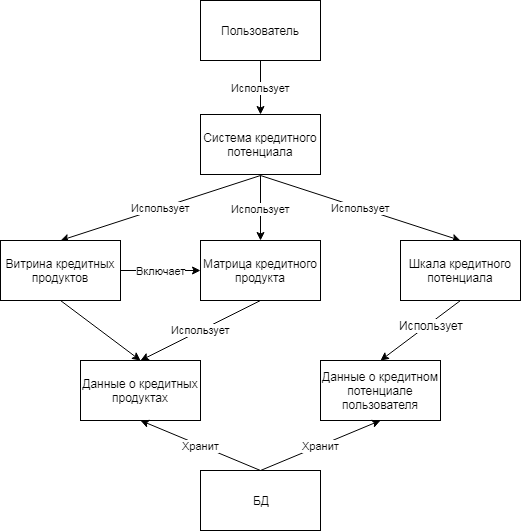 Пользователь
Использует
Система кредитного
потенциала
Использует
Использует
Использует
Витрина кредитных
продуктов
Включает
Матрица кредитного
продукта
Шкала кредитного
потенциала
Использует
Использует
Данные о кредитных
продуктах
Данные о кредитном
потенциале
пользователя
Хранит
Хранит
БД